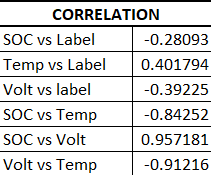 CORRELATION
SOC vs Label -0.28093
Temp vs Label 0.401794
Volt vs label -0.39225
SOC vs Temp -0.84252
SOC vs Volt 0.957181
Volt vs Temp -0.91216